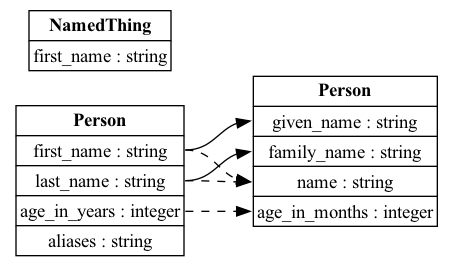 NamedThing
first_name : string
Person
first_name : string
last_name : string
age_in_years : integer
aliases : string
Person
given_name : string
family_name : string
name : string
age_in_months : integer